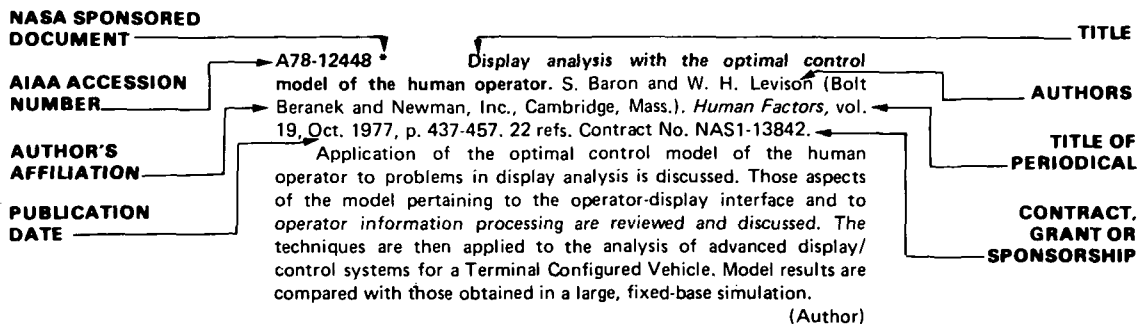 NASA SPONSORED
DOCUMENT
AIAA ACCESSION
NUMBER
AUTHOR'S
AFFILIATION
PUBLICATION
DATE
A78-12448 * Display analysis with the optimal control
model of the human operator. S. Baron and W. H. Levison (Bolt
Beranek and Newman, Inc., Cambridge, Mass.). Human Factors, vol.
19, Oct. 1977, p. 437-457. 22 refs. Contract No. NAS1-13842.
Application of the optimal control model of the human
operator to problems in display analysis is discussed. Those aspects
of the model pertaining to the operator-display interface and to
operator information processing are reviewed and discussed. The
techniques are then applied to the analysis of advanced display/
control systems for a Terminal Configured Vehicle. Model results are
compared with those obtained in a large, fixed-base simulation.
(Author)
TITLE
AUTHORS
TITLE OF
PERIODICAL
CONTRACT,
GRANT OR
SPONSORSHIP